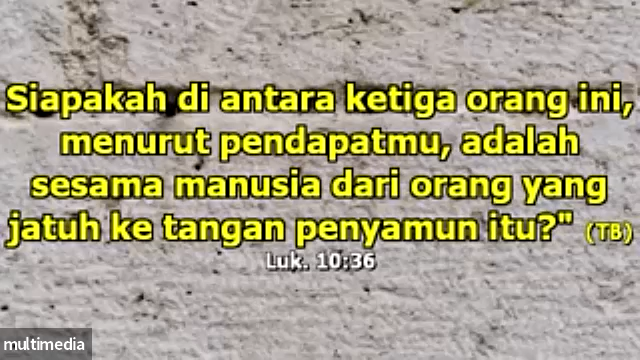 Siapakah di antara ketiga orang ini,
menurut pendapatmu, adalah
sesama manusia dari orang yang
jatuh ke tangan penyamun itu?" (TB)
Luk. 10:36
multimedia